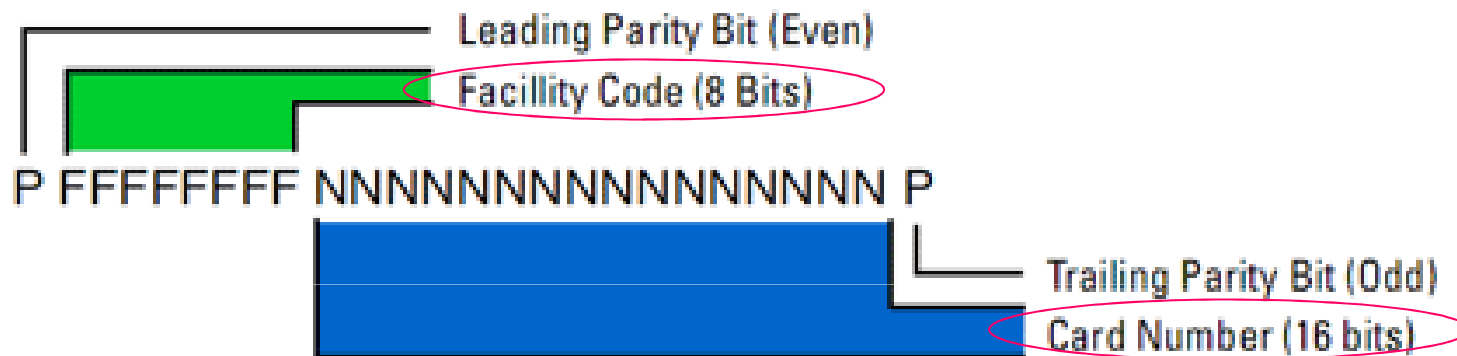 Leading Parity Bit (Even)
Facillity Code (8 Bits)
P FFFFFFFF NNNNNNNNNNNNNNNN P
Trailing Parity Bit (Odd)
Card Number (16 bits)